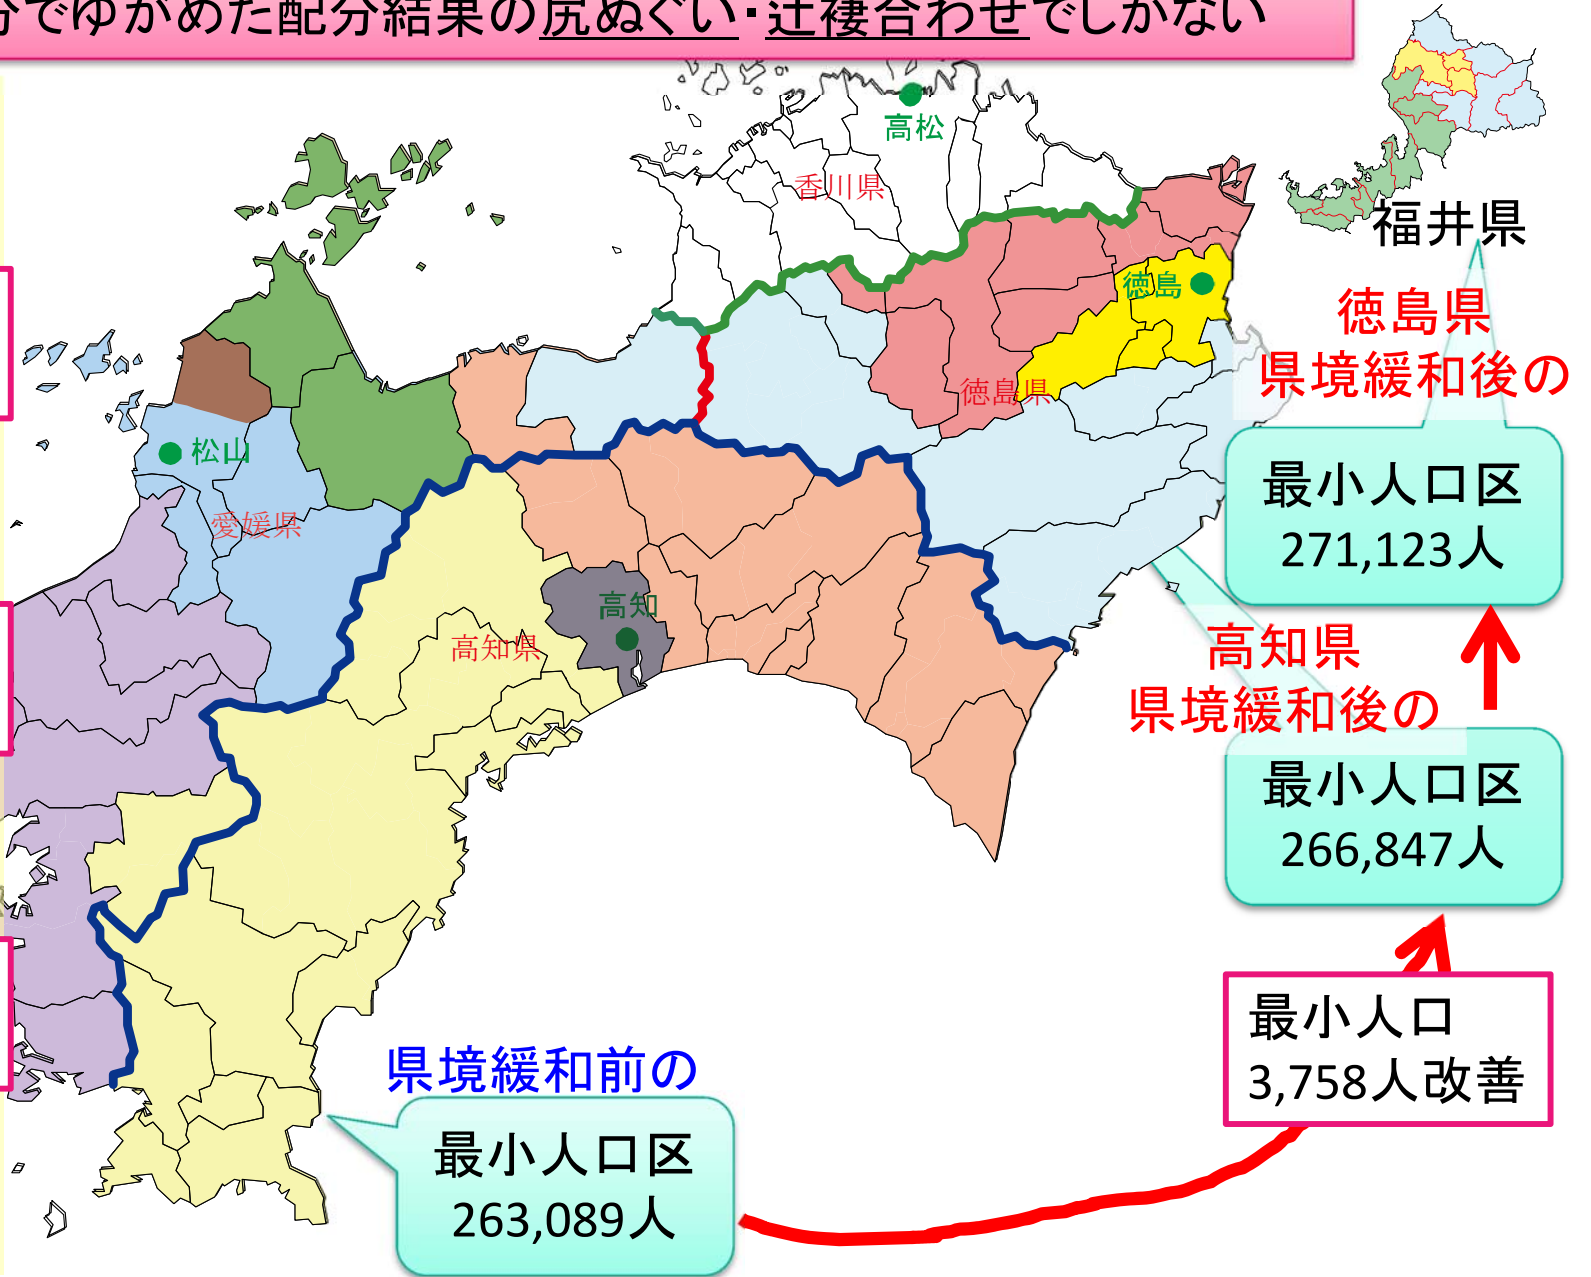 分でゆがめた配分結果の尻ぬぐい・辻褄合わせでしかない
高松
香川県
福井県
徳島
徳島県
徳島県
県境緩和後の
松山
愛媛県
最小人口区
271,123人
高知
高知県
高知県
県境緩和後の
最小人口区
266,847人
最小人口
3,758人改善
県境緩和前の
最小人口区
263,089人